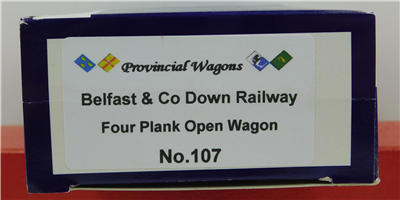 Provincial Wagons
Belfast & Co Down Railway
Four Plank Open Wagon
No.107